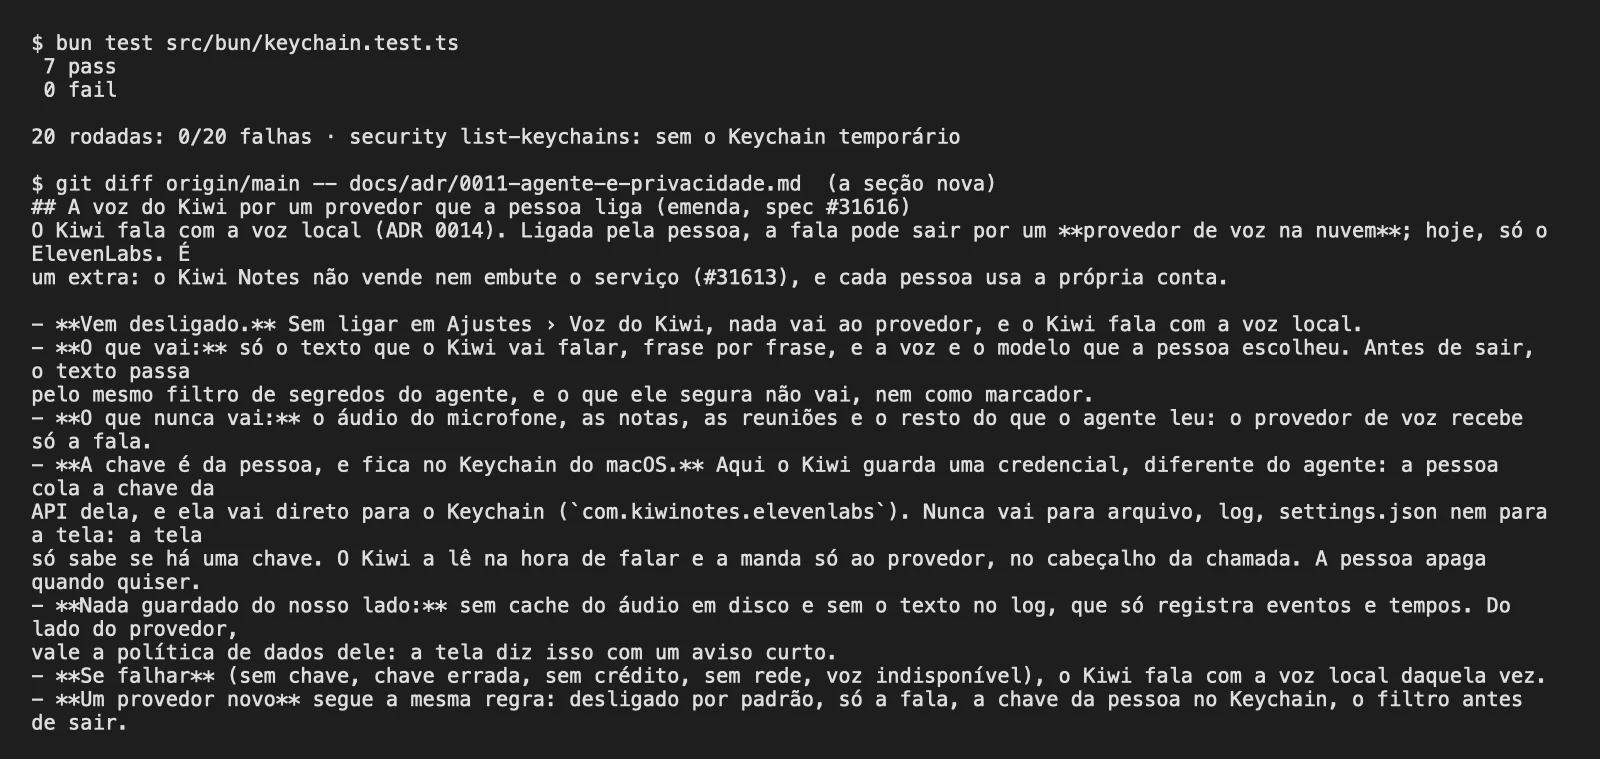 $ bun test src/bun/keychain.test.ts
 7 pass
 0 fail

20 rodadas: 0/20 falhas · security list-keychains: sem o Keychain temporário

$ git diff origin/main -- docs/adr/0011-agente-e-privacidade.md  (a seção nova)
## A voz do Kiwi por um provedor que a pessoa liga (emenda, spec #31616)
O Kiwi fala com a voz local (ADR 0014). Ligada pela pessoa, a fala pode sair por um **provedor de voz na nuvem**; hoje, só o
ElevenLabs. É
um extra: o Kiwi Notes não vende nem embute o serviço (#31613), e cada pessoa usa a própria conta.

- **Vem desligado.** Sem ligar em Ajustes › Voz do Kiwi, nada vai ao provedor, e o Kiwi fala com a voz local.
- **O que vai:** só o texto que o Kiwi vai falar, frase por frase, e a voz e o modelo que a pessoa escolheu. Antes de sair,
o texto passa
pelo mesmo filtro de segredos do agente, e o que ele segura não vai, nem como marcador.
- **O que nunca vai:** o áudio do microfone, as notas, as reuniões e o resto do que o agente leu: o provedor de voz recebe
só a fala.
- **A chave é da pessoa, e fica no Keychain do macOS.** Aqui o Kiwi guarda uma credencial, diferente do agente: a pessoa
cola a chave da
API dela, e ela vai direto para o Keychain (`com.kiwinotes.elevenlabs`). Nunca vai para arquivo, log, settings.json nem para
a tela: a tela
só sabe se há uma chave. O Kiwi a lê na hora de falar e a manda só ao provedor, no cabeçalho da chamada. A pessoa apaga
quando quiser.
- **Nada guardado do nosso lado:** sem cache do áudio em disco e sem o texto no log, que só registra eventos e tempos. Do
lado do provedor,
vale a política de dados dele: a tela diz isso com um aviso curto.
- **Se falhar** (sem chave, chave errada, sem crédito, sem rede, voz indisponível), o Kiwi fala com a voz local daquela vez.
- **Um provedor novo** segue a mesma regra: desligado por padrão, só a fala, a chave da pessoa no Keychain, o filtro antes
de sair.